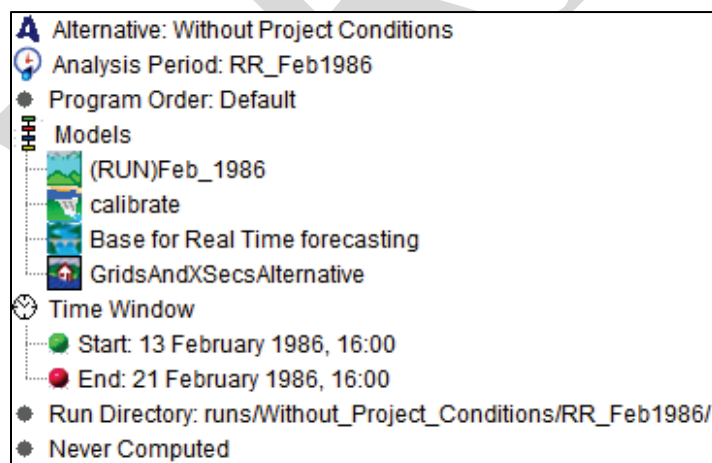 Alternative: Without Project Conditions
Analysis Period: RR_Feb1986
Program Order: Default
Models
(RUN)Feb_1986
calibrate
Base for Real Time forecasting
GridsAndXSecsAlternative
Time Window
Start: 13 February 1986, 16:00
End: 21 February 1986, 16:00
Run Directory: runs/Without_Project_Conditions/RR_Feb1986/
Never Computed